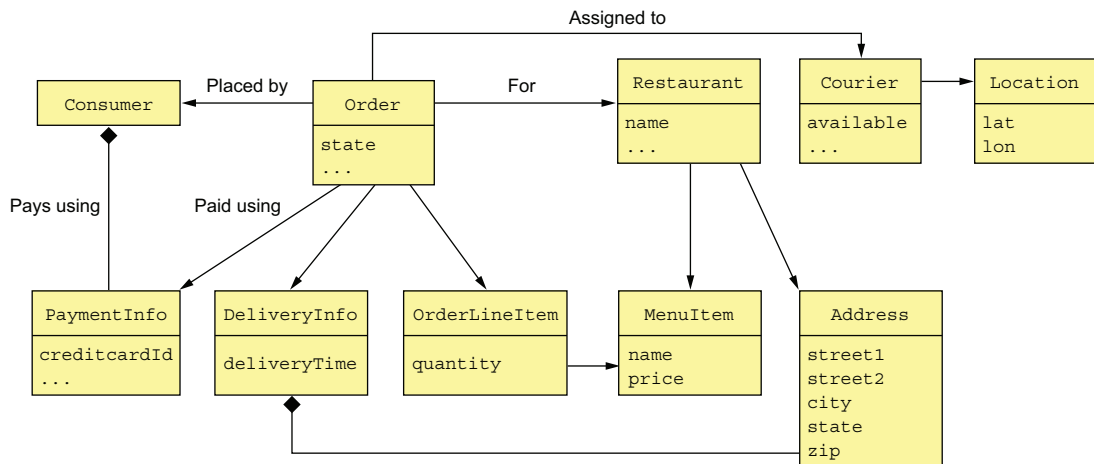 Assigned to
Consumer
Placed by
Order
state
...
For
Restaurant
name
...
Courier
available
...
Location
lat
lon
Pays using
Paid using
PaymentInfo
creditcardId
...
DeliveryInfo
deliveryTime
OrderLineItem
quantity
MenuItem
name
price
Address
street1
street2
city
state
zip